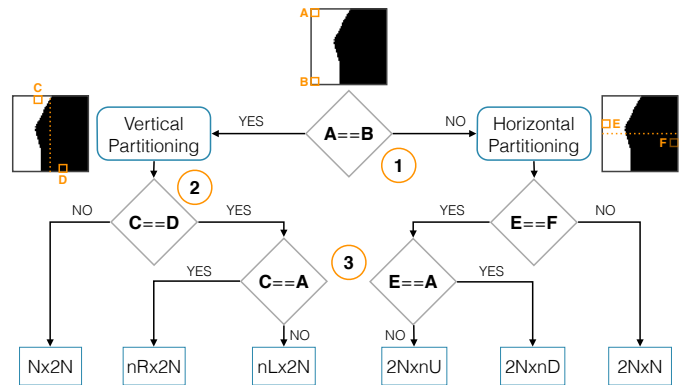 A
B
C
D
Vertical
Partitioning
YES
A==B
NO
Horizontal
Partitioning
E
F
1
2
NO
C==D
YES
YES
E==F
NO
YES
C==A
3
E==A
YES
NO
NO
Nx2N
nRx2N
nLx2N
2NxnU
2NxnD
2NxN